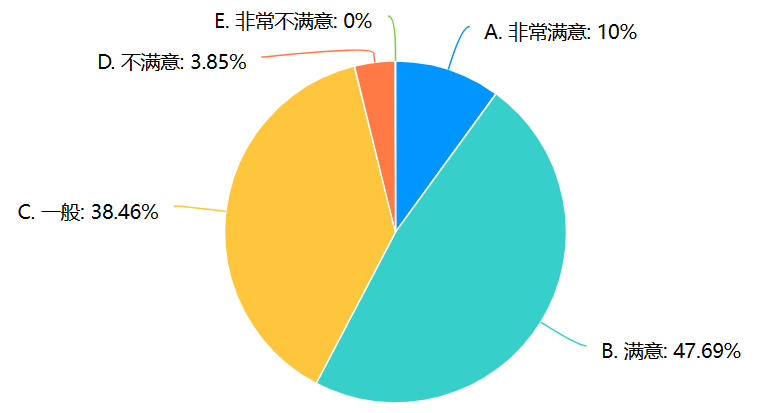 E. 非常不满意: 0%
A. 非常满意: 10%
D. 不满意: 3.85%
C. 一般: 38.46%
B. 满意: 47.69%